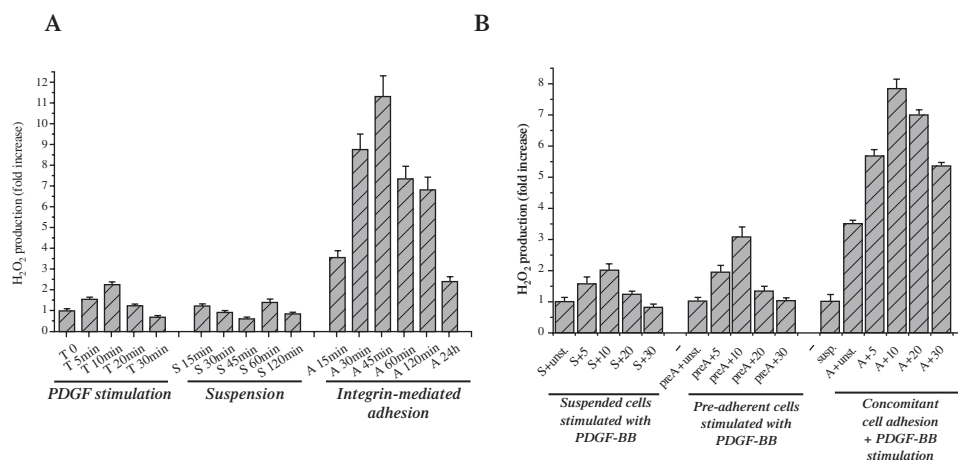 A
B
H2O2 production (fold increase)
12
11
10
9
8
7
6
5
4
3
2
1
0
T 0
T 5min
T 10min
T 20min
T 30min
S 15min
S 30min
S 45min
S 60min
S 120min
A 15min
A 30min
A 45min
A 60min
A 120min
A 24h
PDGF stimulation
Suspension
Integrin-mediated
adhesion
H2O2 production (fold increase)
8
7
6
5
4
3
2
1
0
S+unst.
S+5
S+10
S+20
S+30
–
preA+unst.
preA+5
preA+10
preA+20
preA+30
–
susp.
A+unst.
A+5
A+10
A+20
A+30
Suspended cells
stimulated with
PDGF-BB
Pre-adherent cells
stimulated with
PDGF-BB
Concomitant
cell adhesion
+ PDGF-BB
stimulation